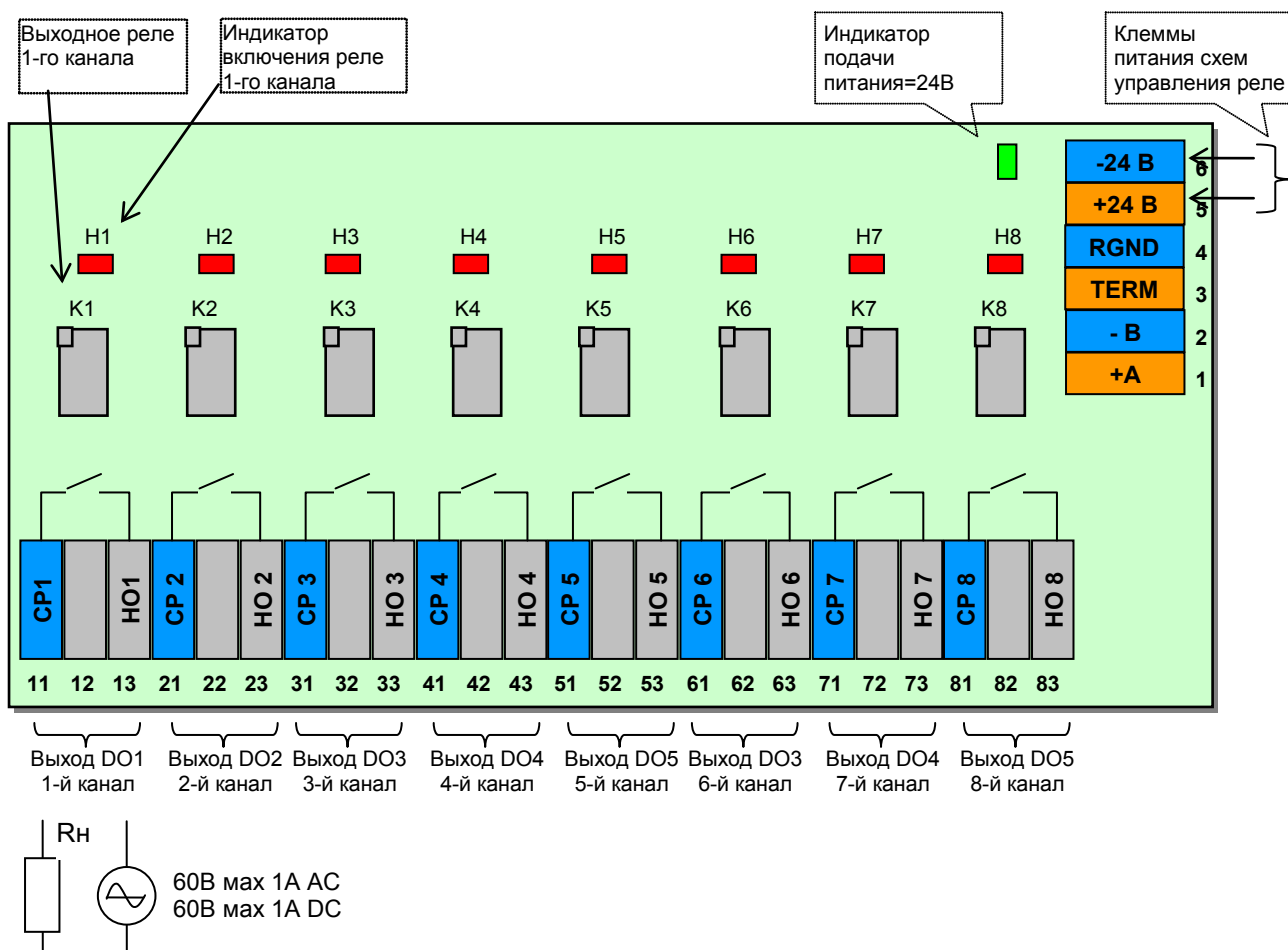 Выходное реле
1-го канала
Индикатор
включения реле
1-го канала
Индикатор
подачи
питания=24В
Клеммы
питания схем
управления реле
-24 В 6
+24 В 5
RGND 4
TERM 3
- В 2
+А 1
Н1 Н2 Н3 Н4 Н5 Н6 Н7 Н8
К1 К2 К3 К4 К5 К6 К7 К8
СР1 НО1 СР 2 НО 2 СР 3 НО 3 СР 4 НО 4 СР 5 НО 5 СР 6 НО 6 СР 7 НО 7 СР 8 НО 8
11 12 13 21 22 23 31 32 33 41 42 43 51 52 53 61 62 63 71 72 73 81 82 83
Выход DO1 Выход DO2 Выход DO3 Выход DO4 Выход DO5 Выход DO3 Выход DO4 Выход DO5
1-й канал 2-й канал 3-й канал 4-й канал 5-й канал 6-й канал 7-й канал 8-й канал
Rн
60В мах 1А АС
60В мах 1А DC